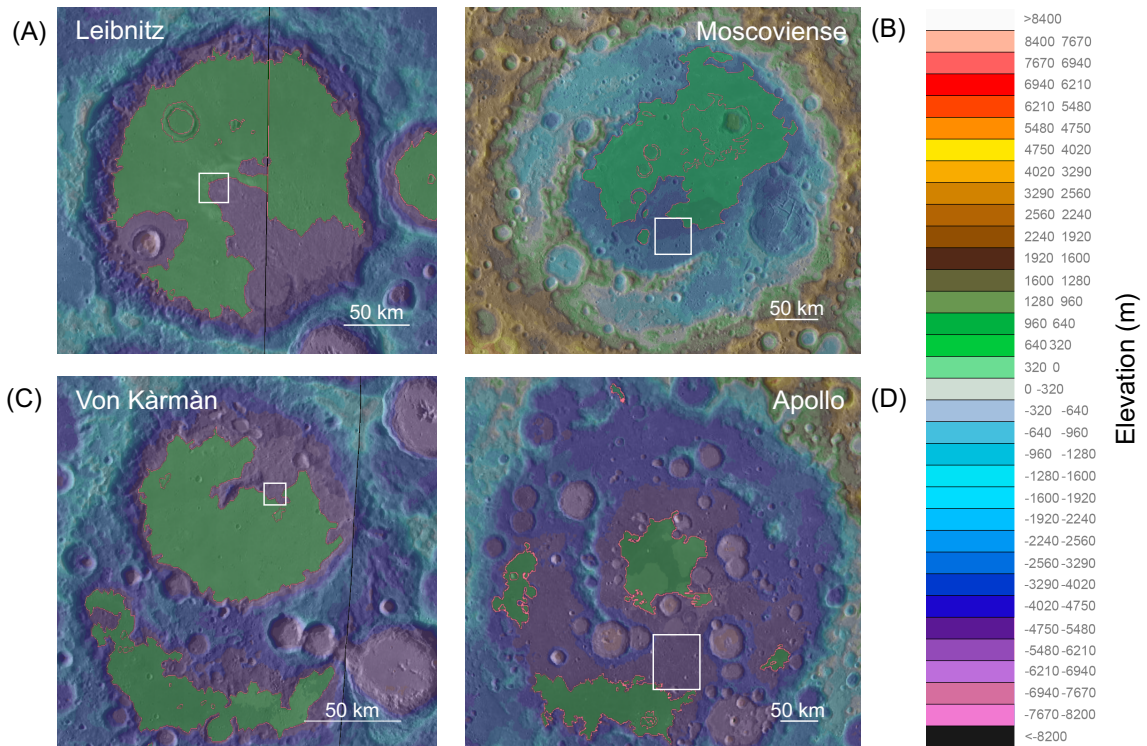 (A)
Leibnitz
50 km
Moscoviense
(B)
50 km
(C)
Von Kàrmàn
50 km
Apollo
(D)
50 km
>8400
8400 7670
7670 6940
6940 6210
6210 5480
5480 4750
4750 4020
4020 3290
3290 2560
2560 2240
2240 1920
1920 1600
1600 1280
1280 960
960 640
640 320
320 0
0 -320
-320 -640
-640 -960
-960 -1280
-1280 -1600
-1600 -1920
-1920 -2240
-2240 -2560
-2560 -3290
-3290 -4020
-4020 -4750
-4750 -5480
-5480 -6210
-6210 -6940
-6940 -7670
-7670 -8200
<-8200
Elevation (m)